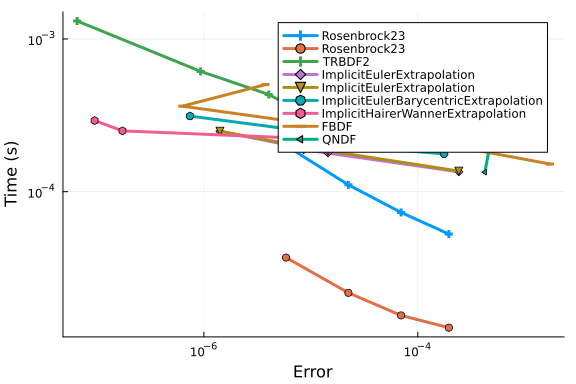 10⁻³
10⁻⁴
Time (s)
Rosenbrock23
Rosenbrock23
TRBDF2
ImplicitEulerExtrapolation
ImplicitEulerExtrapolation
ImplicitEulerBarycentricExtrapolation
ImplicitHairerWannerExtrapolation
FBDF
QNDF
10⁻⁶
10⁻⁴
Error